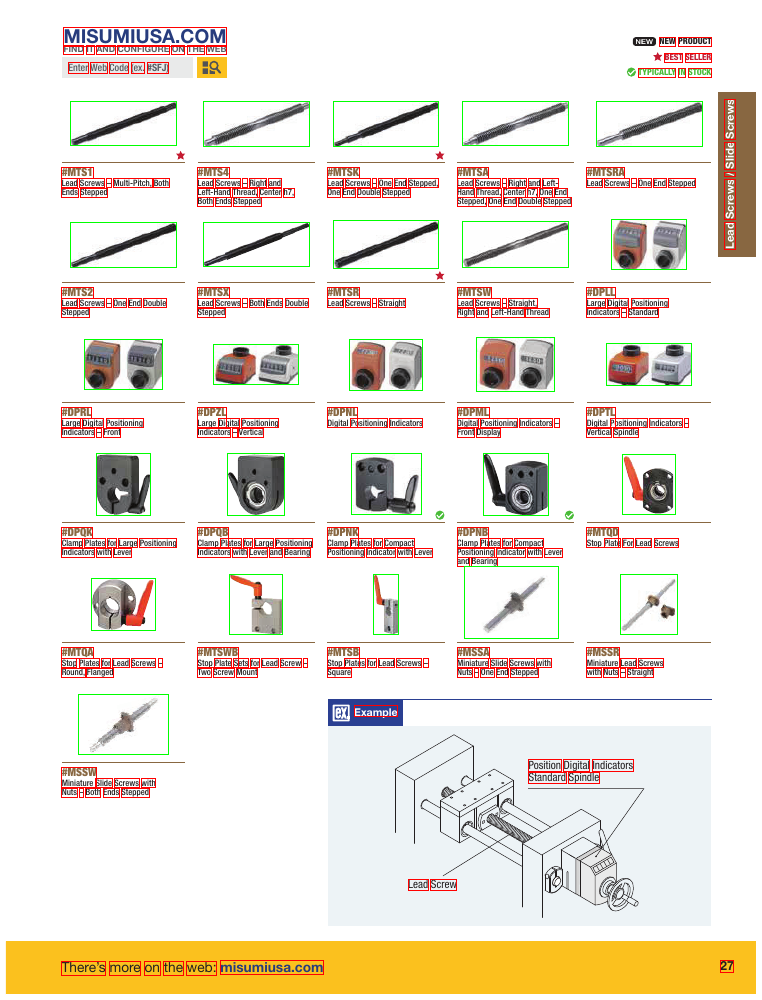 MISUMIUSA.COM
FIND IT AND CONFIGURE ON THE WEB
Enter Web Code (ex. #SFJ)
NEW NEW PRODUCT
BEST SELLER
TYPICALLY IN STOCK
Lead Screws / Slide Screws
#MTS1
Lead Screws – Multi-Pitch, Both
Ends Stepped
#MTS4
Lead Screws – Right and
Left-Hand Thread, Center h7,
Both Ends Stepped
#MTSK
Lead Screws – One End Stepped,
One End Double Stepped
#MTSA
Lead Screws – Right and Left-
Hand Thread, Center h7, One End
Stepped, One End Double Stepped
#MTSRA
Lead Screws – One End Stepped
#MTS2
Lead Screws – One End Double
Stepped
#MTSX
Lead Screws – Both Ends Double
Stepped
#MTSR
Lead Screws – Straight
#MTSW
Lead Screws – Straight,
Right and Left-Hand Thread
#DPLL
Large Digital Positioning
Indicators – Standard
#DPRL
Large Digital Positioning
Indicators – Front
#DPZL
Large Digital Positioning
Indicators – Vertical
#DPNL
Digital Positioning Indicators
#DPML
Digital Positioning Indicators –
Front Display
#DPTL
Digital Positioning Indicators –
Vertical Spindle
#DPQK
Clamp Plates for Large Positioning
Indicators with Lever
#DPQB
Clamp Plates for Large Positioning
Indicators with Lever and Bearing
#DPNK
Clamp Plates for Compact
Positioning Indicator with Lever
#DPNB
Clamp Plates for Compact
Positioning Indicator with Lever
and Bearing
#MTQD
Stop Plate For Lead Screws
#MTQA
Stop Plates for Lead Screws –
Round, Flanged
#MTSWB
Stop Plate Sets for Lead Screw –
Two Screw Mount
#MTSB
Stop Plates for Lead Screws –
Square
#MSSA
Miniature Slide Screws with
Nuts – One End Stepped
#MSSR
Miniature Lead Screws
with Nuts – Straight
#MSSW
Miniature Slide Screws with
Nuts – Both Ends Stepped
ex. Example
Position Digital Indicators
Standard Spindle
Lead Screw
There's more on the web: misumiusa.com
27